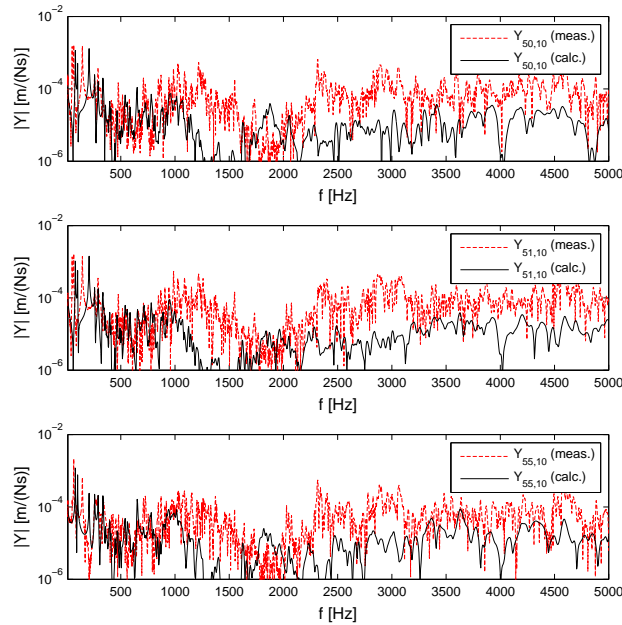 10⁻²
10⁻⁴
10⁻⁶
|Y| [m/(Ns)]
Y50,10 (meas.)
Y50,10 (calc.)
500 1000 1500 2000 2500 3000 3500 4000 4500 5000
f [Hz]
10⁻²
10⁻⁴
10⁻⁶
|Y| [m/(Ns)]
Y51,10 (meas.)
Y51,10 (calc.)
500 1000 1500 2000 2500 3000 3500 4000 4500 5000
f [Hz]
10⁻²
10⁻⁴
10⁻⁶
|Y| [m/(Ns)]
Y55,10 (meas.)
Y55,10 (calc.)
500 1000 1500 2000 2500 3000 3500 4000 4500 5000
f [Hz]